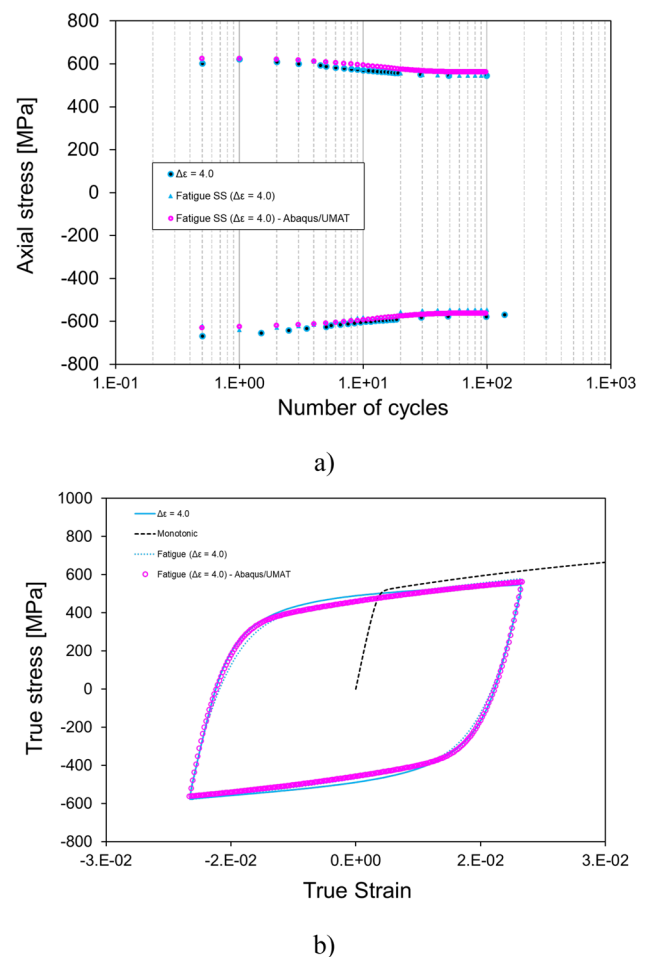 800
600
400
200
0
-200
-400
-600
-800
Axial stress [MPa]
Δε = 4.0
Fatigue SS (Δε = 4.0)
Fatigue SS (Δε = 4.0) - Abaqus/UMAT
1.E-01 1.E+00 1.E+01 1.E+02 1.E+03
Number of cycles
a)
1000
800
600
400
200
0
-200
-400
-600
-800
True stress [MPa]
Δε = 4.0
Monotonic
Fatigue (Δε = 4.0)
Fatigue (Δε = 4.0) - Abaqus/UMAT
-3.E-02 -2.E-02 0.E+00 2.E-02 3.E-02
True Strain
b)